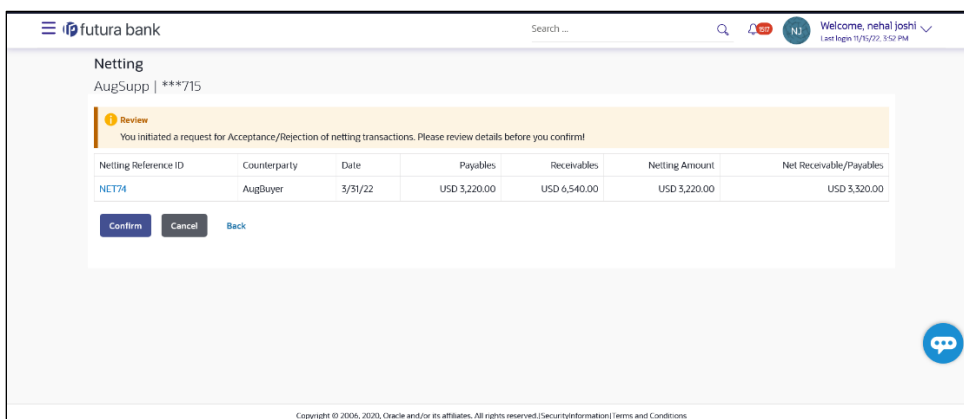 futura bank
Search ...
Welcome, nehal joshi
NJ
Last login 11/15/22, 3:52 PM
Netting
AugSupp | ***715
Review
You initiated a request for Acceptance/Rejection of netting transactions. Please review details before you confirm!
Netting Reference ID Counterparty Date Payables Receivables Netting Amount Net Receivable/Payables
NET74 AugBuyer 3/31/22 USD 3,220.00 USD 6,540.00 USD 3,220.00 USD 3,320.00
Confirm Cancel Back
Copyright © 2006, 2020, Oracle and/or its affiliates. All rights reserved.|SecurityInformation|Terms and Conditions